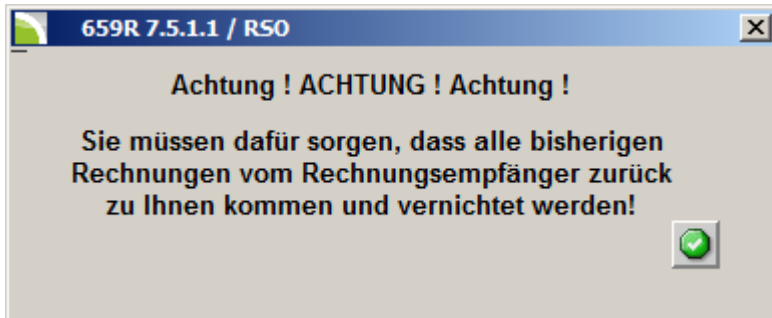 659R 7.5.1.1 / RSO
Achtung ! ACHTUNG ! Achtung !
Sie müssen dafür sorgen, dass alle bisherigen
Rechnungen vom Rechnungsempfänger zurück
zu Ihnen kommen und vernichtet werden!